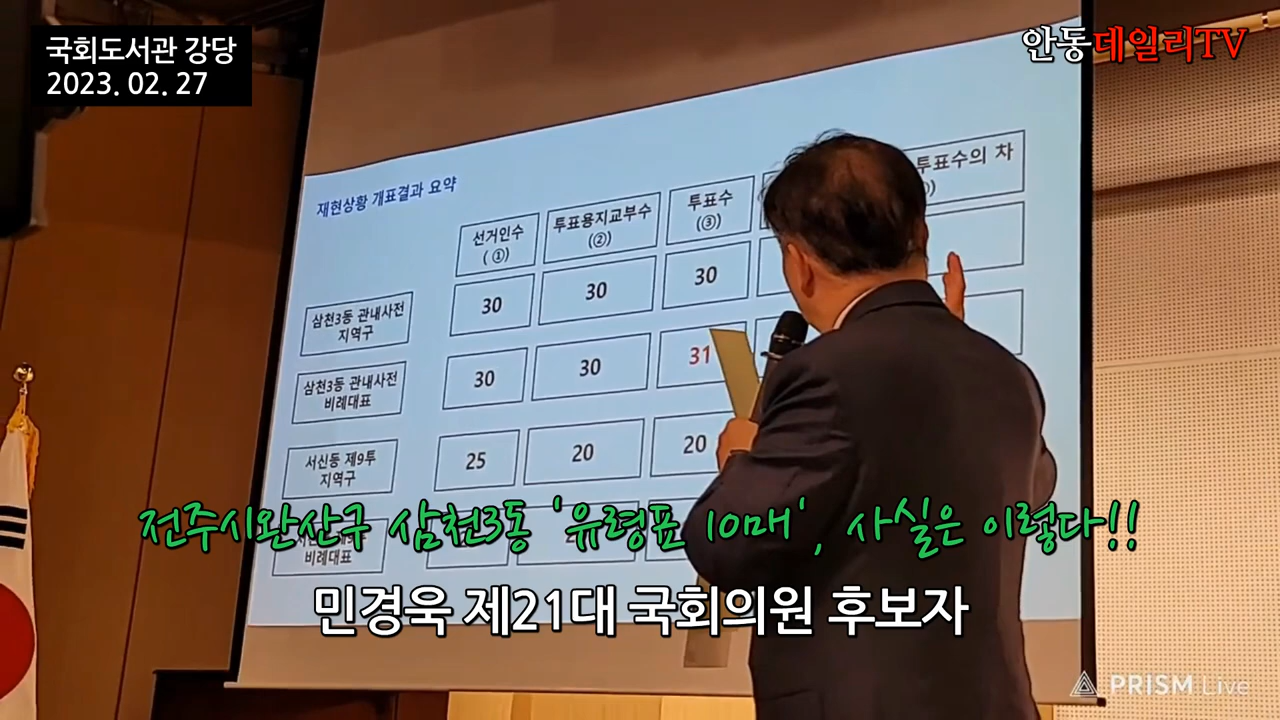 국회도서관 강당
2023. 02. 27
안동데일리TV
재현상황 개표결과 요약
선거인수
( ①)
투표용지교부수
(②)
투표수
(③)
투표수의 차
삼천3동 관내사전
지역구
30
30
30
삼천3동 관내사전
비례대표
30
30
31
서신동 제9투
지역구
25
20
20
비례대표
전주시완산구 삼천3동 '유령표 10매', 사실은 이렇다!!
민경욱 제21대 국회의원 후보자
PRISM Live